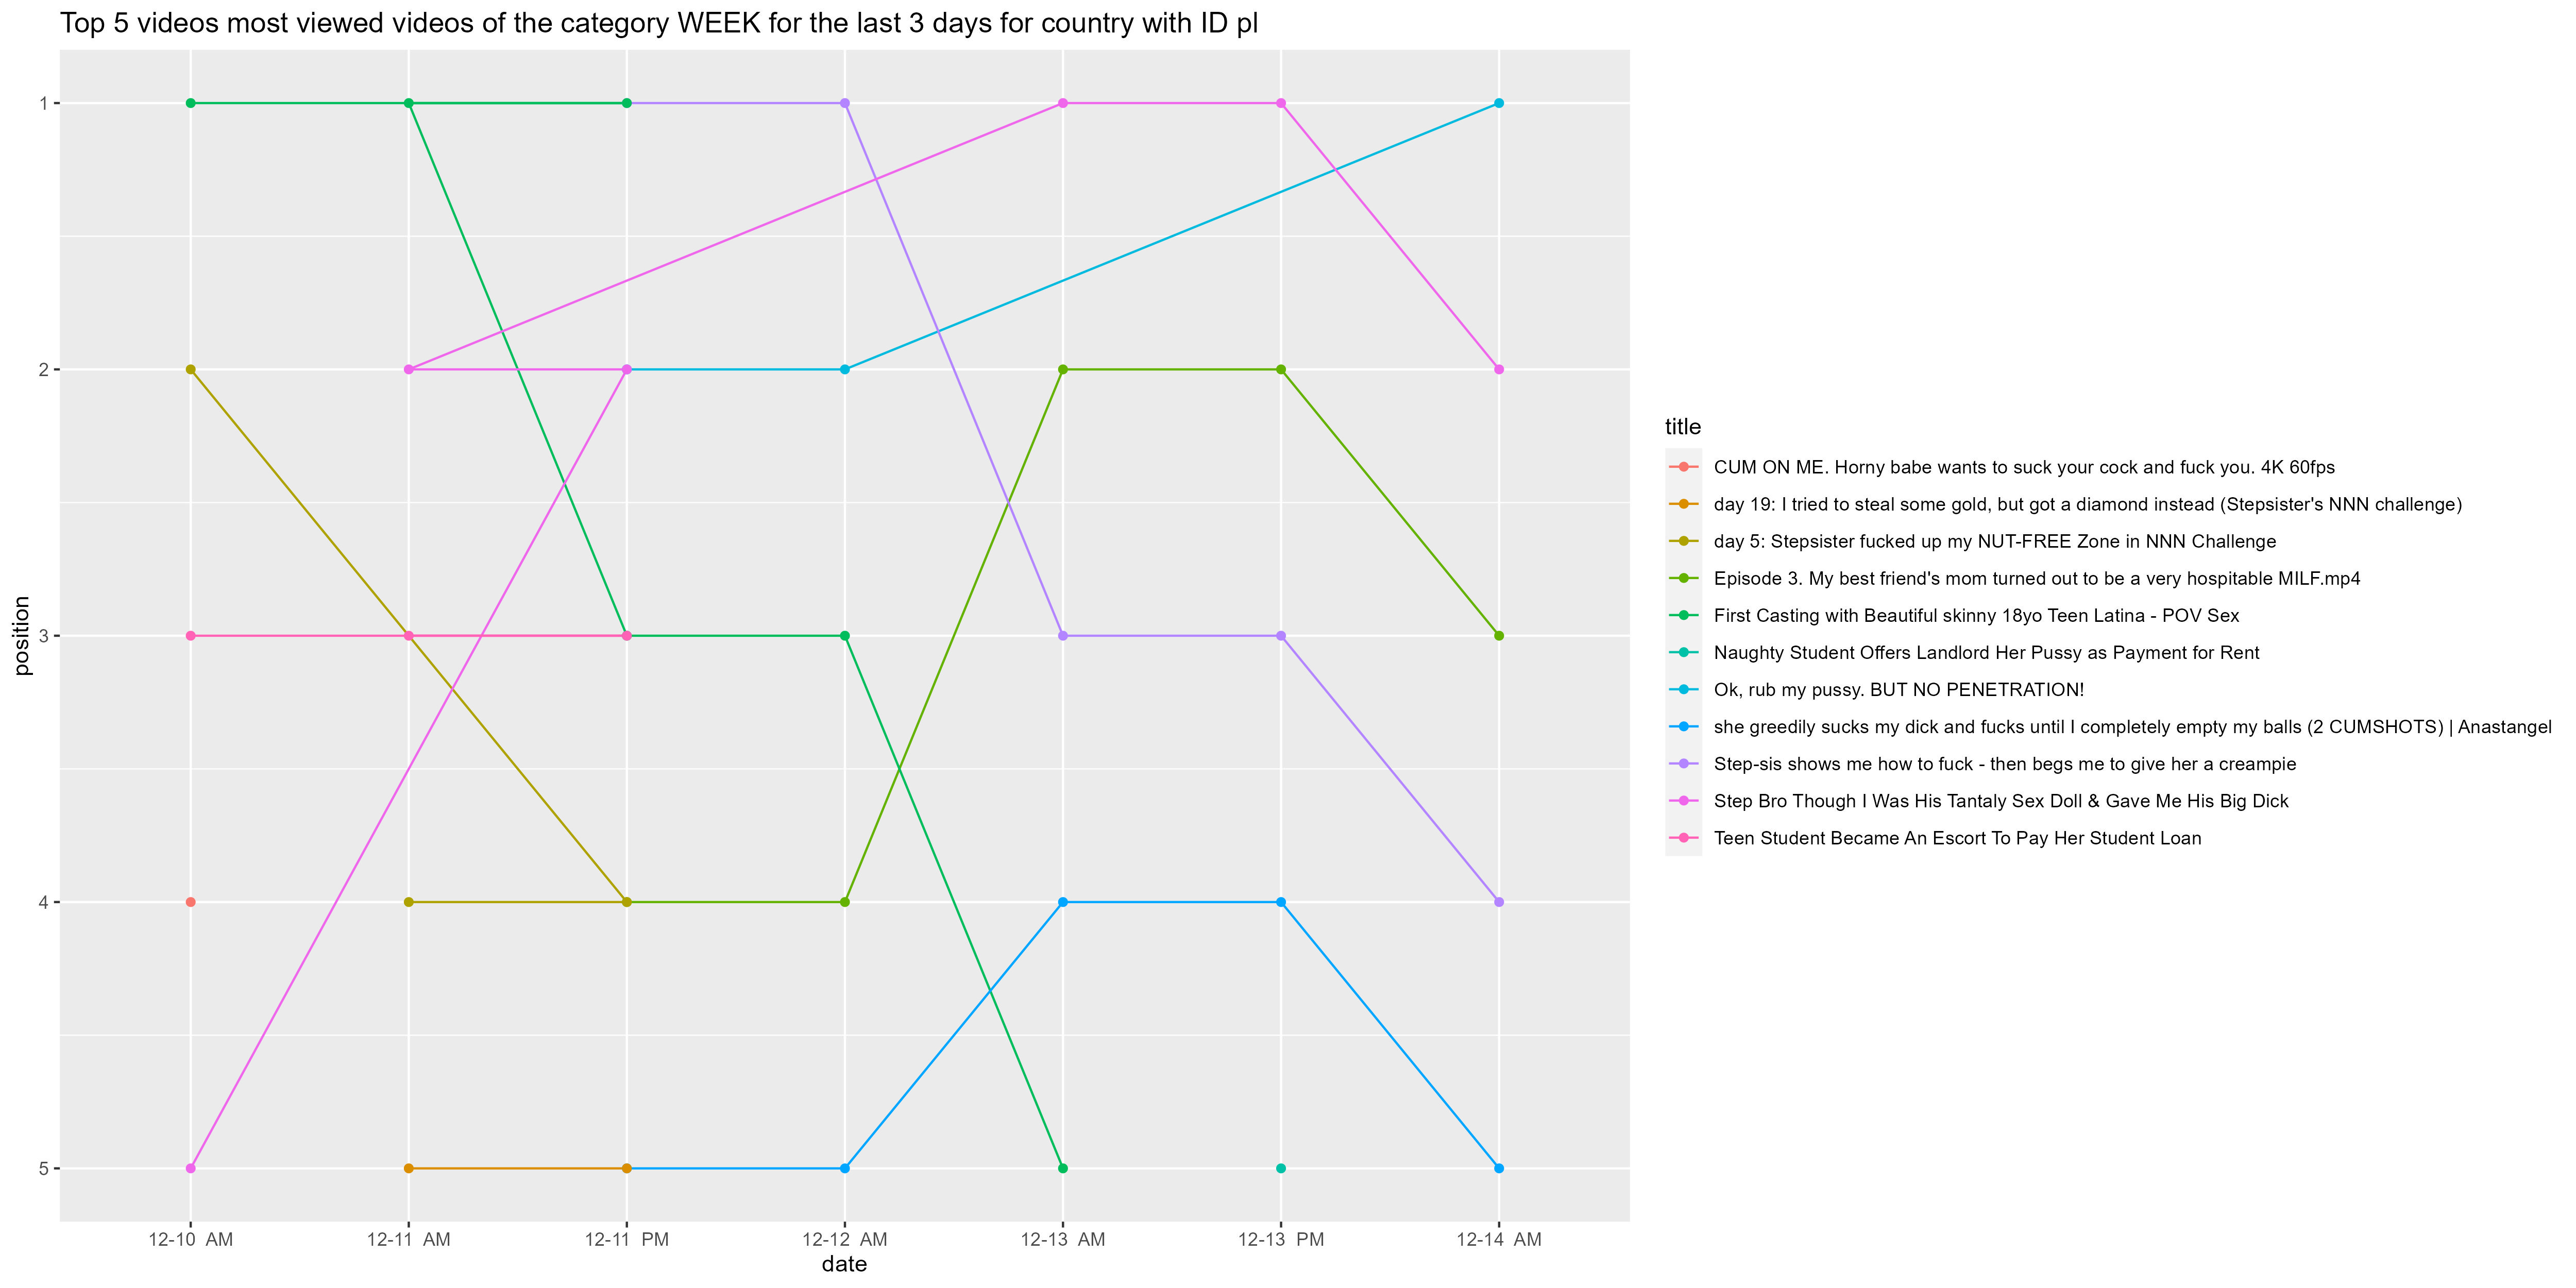 Top 5 videos most viewed videos of the category WEEK for the last 3 days for country with ID pl
1
2
3
4
5
position
12-10 AM
12-11 AM
12-11 PM
12-12 AM
12-13 AM
12-13 PM
12-14 AM
date
title
CUM ON ME. Horny babe wants to suck your cock and fuck you. 4K 60fps
day 19: I tried to steal some gold, but got a diamond instead (Stepsister's NNN challenge)
day 5: Stepsister fucked up my NUT-FREE Zone in NNN Challenge
Episode 3. My best friend's mom turned out to be a very hospitable MILF.mp4
First Casting with Beautiful skinny 18yo Teen Latina - POV Sex
Naughty Student Offers Landlord Her Pussy as Payment for Rent
Ok, rub my pussy. BUT NO PENETRATION!
she greedily sucks my dick and fucks until I completely empty my balls (2 CUMSHOTS) | Anastangel
Step-sis shows me how to fuck - then begs me to give her a creampie
Step Bro Though I Was His Tantaly Sex Doll & Gave Me His Big Dick
Teen Student Became An Escort To Pay Her Student Loan